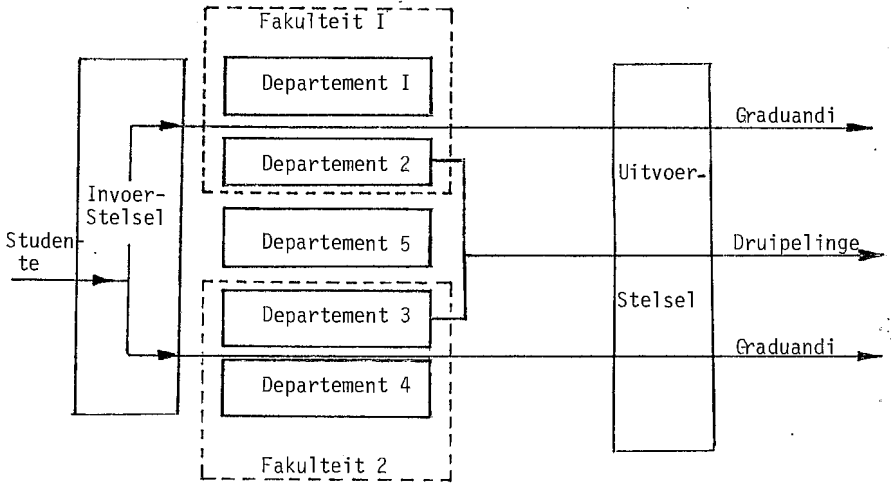 Fakulteit I
Departement I
Graduandi
Departement 2
Uitvoer-
Invoer-
Stelsel
Studen-
te
Departement 5
Druipelinge
Departement 3
Stelsel
Graduandi
Departement 4
Fakulteit 2